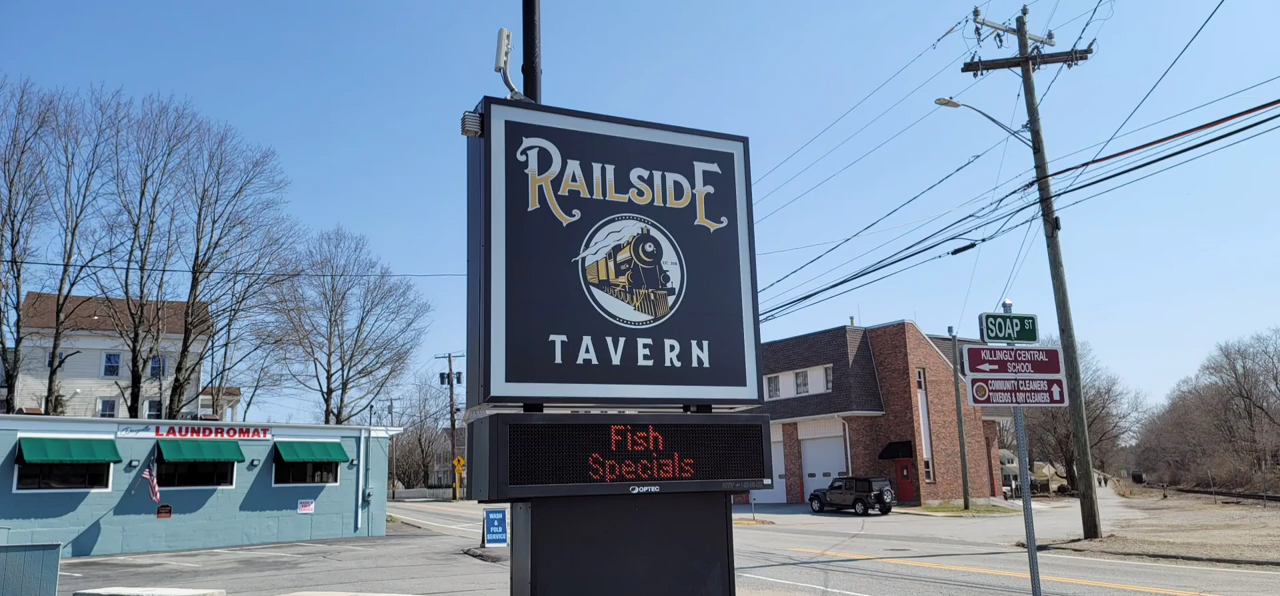 RAILSIDE
TAVERN
Fish
Specials
OPTEC
LAUNDROMAT
WASH
&
FOLD
SERVICE
SOAP ST
KILLINGLY CENTRAL
SCHOOL
COMMUNITY CLEANERS
TUXEDOS & DRY CLEANERS